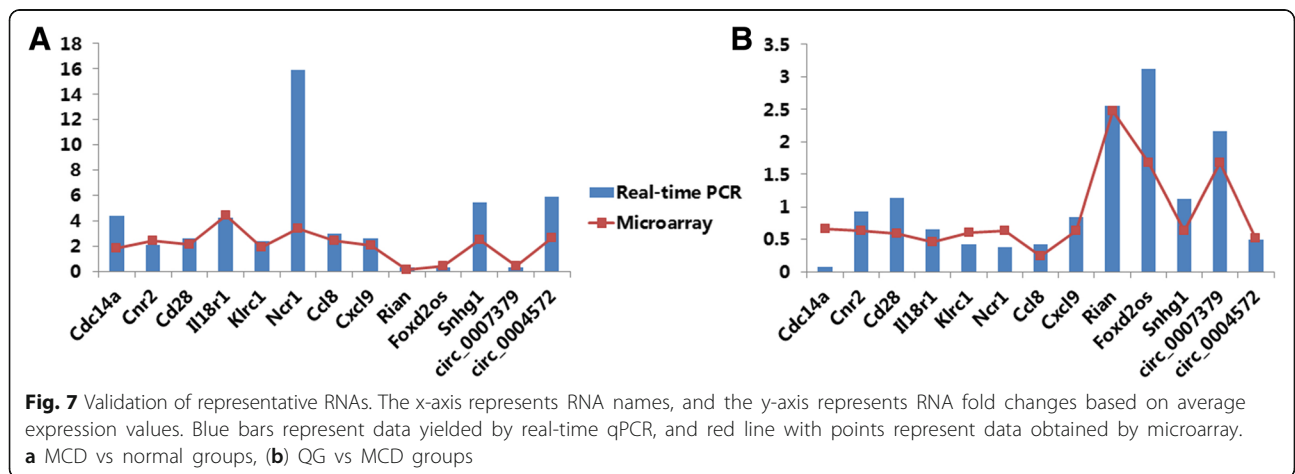 A
18
16
14
12
10
8
6
4
2
0
Cdc14a
Cnr2
Cd28
Il18r1
Klrc1
Ncr1
Ccl8
Cxcl9
Rian
Foxd2os
Snhg1
circ_0007379
circ_0004572
Real-time PCR
Microarray
B
3.5
3
2.5
2
1.5
1
0.5
0
Cdc14a
Cnr2
Cd28
Il18r1
Klrc1
Ncr1
Ccl8
Cxcl9
Rian
Foxd2os
Snhg1
circ_0007379
circ_0004572
Fig. 7 Validation of representative RNAs. The x-axis represents RNA names, and the y-axis represents RNA fold changes based on average
expression values. Blue bars represent data yielded by real-time qPCR, and red line with points represent data obtained by microarray.
a MCD vs normal groups, (b) QG vs MCD groups